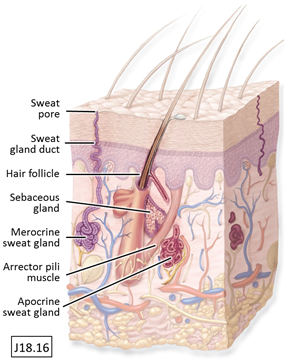 Sweat
pore
Sweat
gland duct
Hair follicle
Sebaceous
gland
Merocrine
sweat gland
Arrector pili
muscle
Apocrine
sweat gland
J18.16